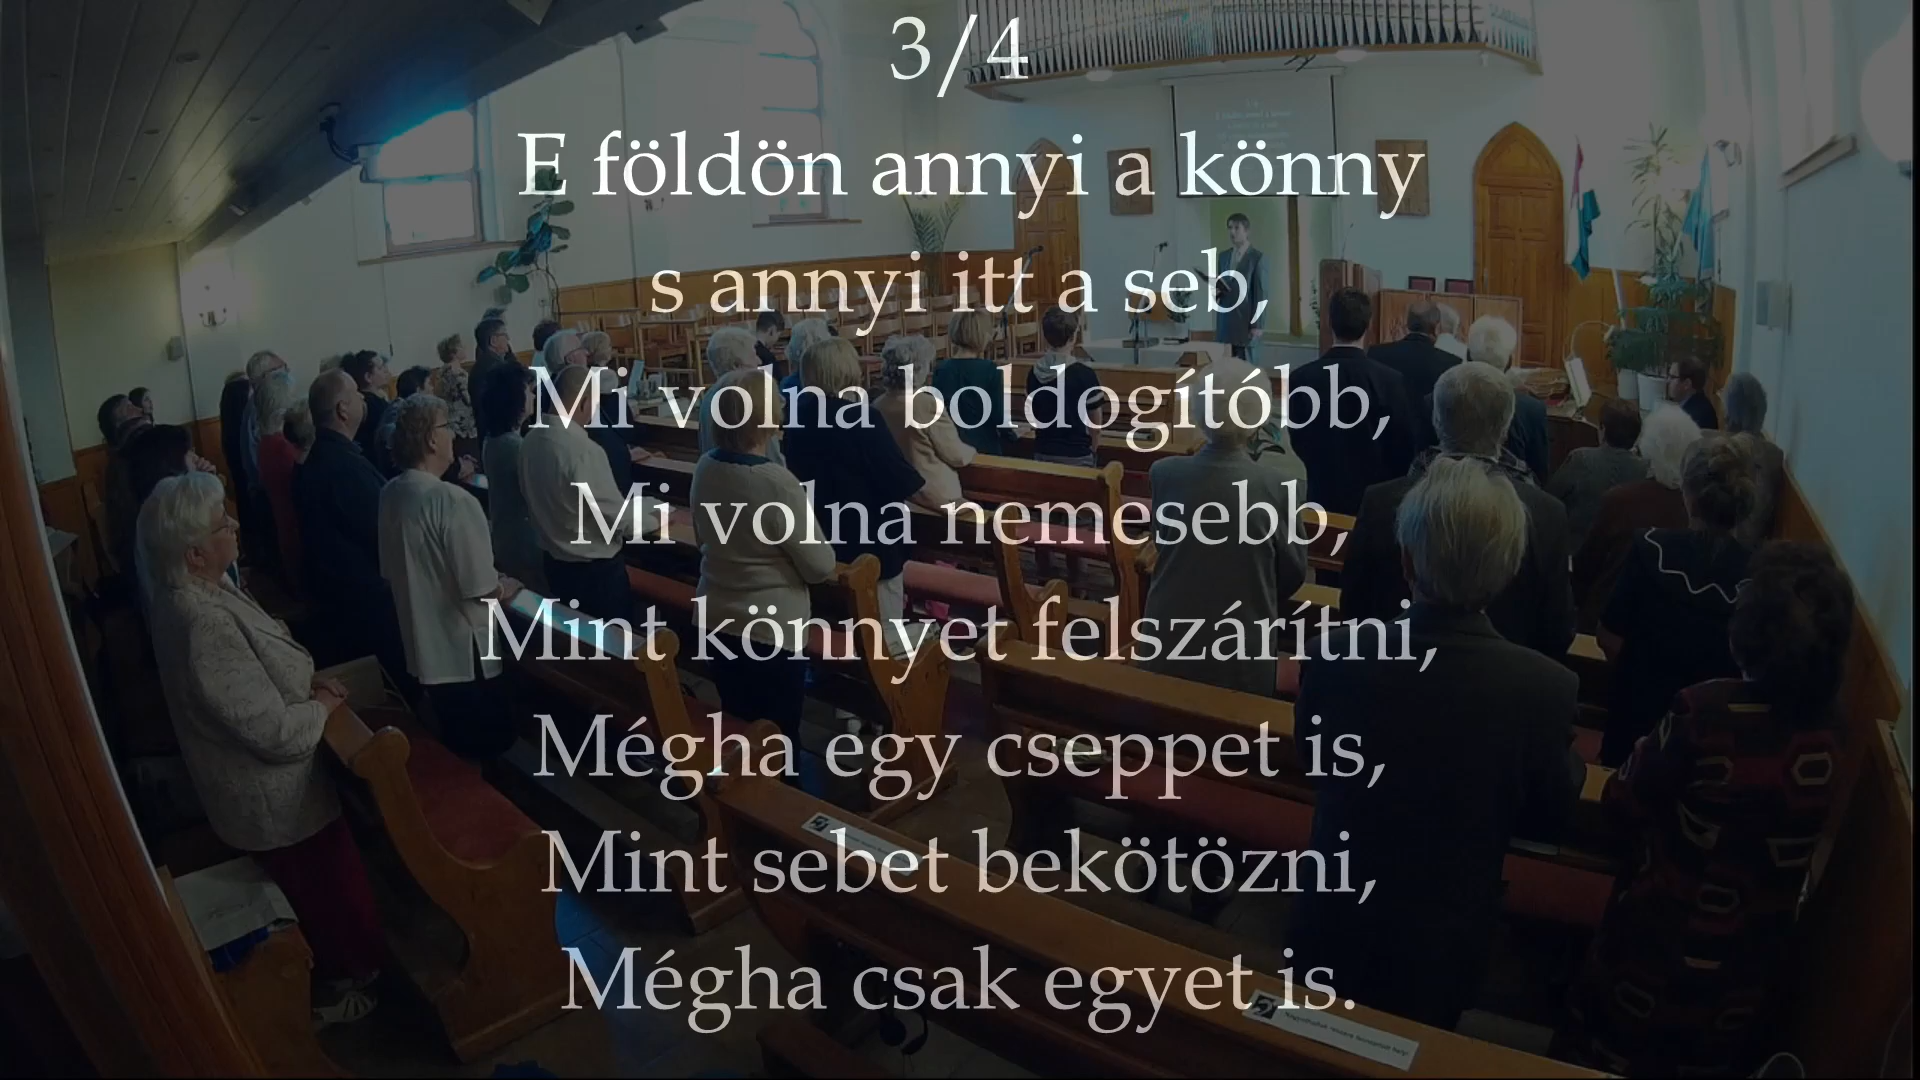 3/4
E földön annyi a könny
s annyi itt a seb,
Mi volna boldogítóbb,
Mi volna nemesebb,
Mint könnyet felszárítni,
Mégha egy cseppet is,
Mint sebet bekötözni,
Mégha csak egyet is.